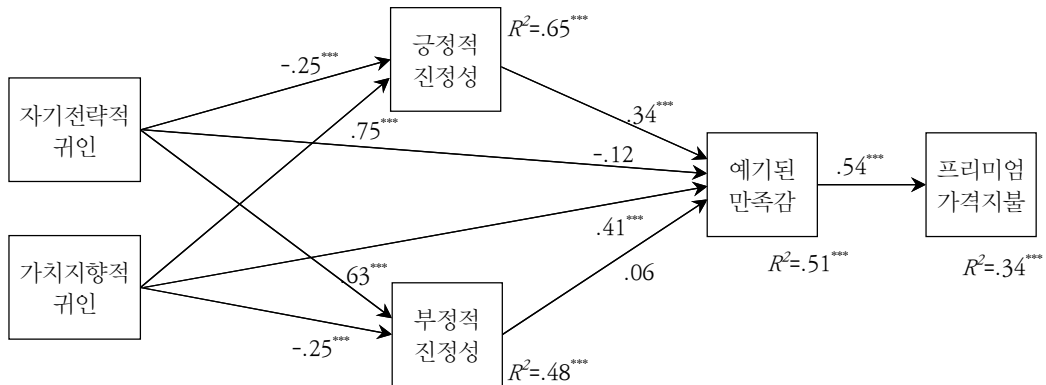 긍정적
진정성
R²=.65***
-.25***
자기전략적
귀인
.75***
.34***
-.12
예기된
만족감
.54***
프리미엄
가격지불
가치지향적
귀인
.41***
R²=.51***
R²=.34***
.63***
.06
부정적
진정성
-.25***
R²=.48***